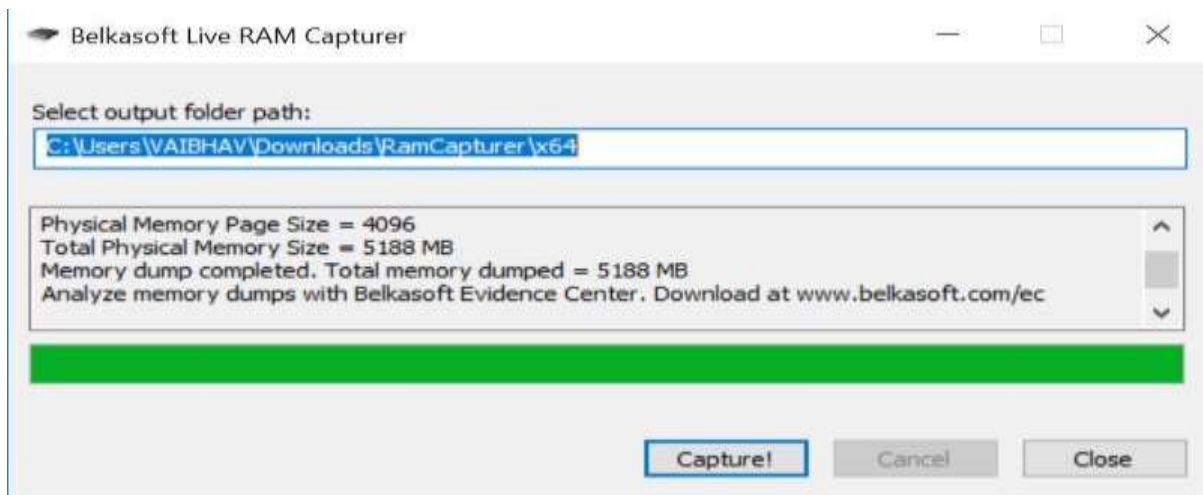 Belkasoft Live RAM Capturer
Select output folder path:
C:\Users\VAIBHAV\Downloads\RamCapturer\x64
Physical Memory Page Size = 4096
Total Physical Memory Size = 5188 MB
Memory dump completed. Total memory dumped = 5188 MB
Analyze memory dumps with Belkasoft Evidence Center. Download at www.belkasoft.com/ec
Capture! Cancel Close